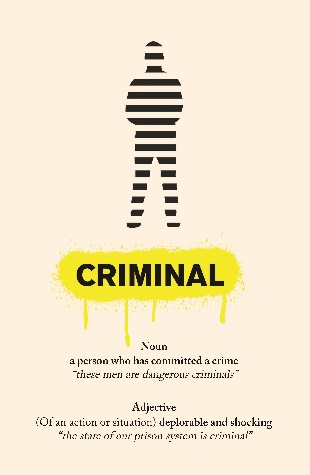 CRIMINAL
Noun
a person who has committed a crime
"these men are dangerous criminals"
Adjective
(Of an action or situation) deplorable and shocking
"the state of our prison system is criminal"